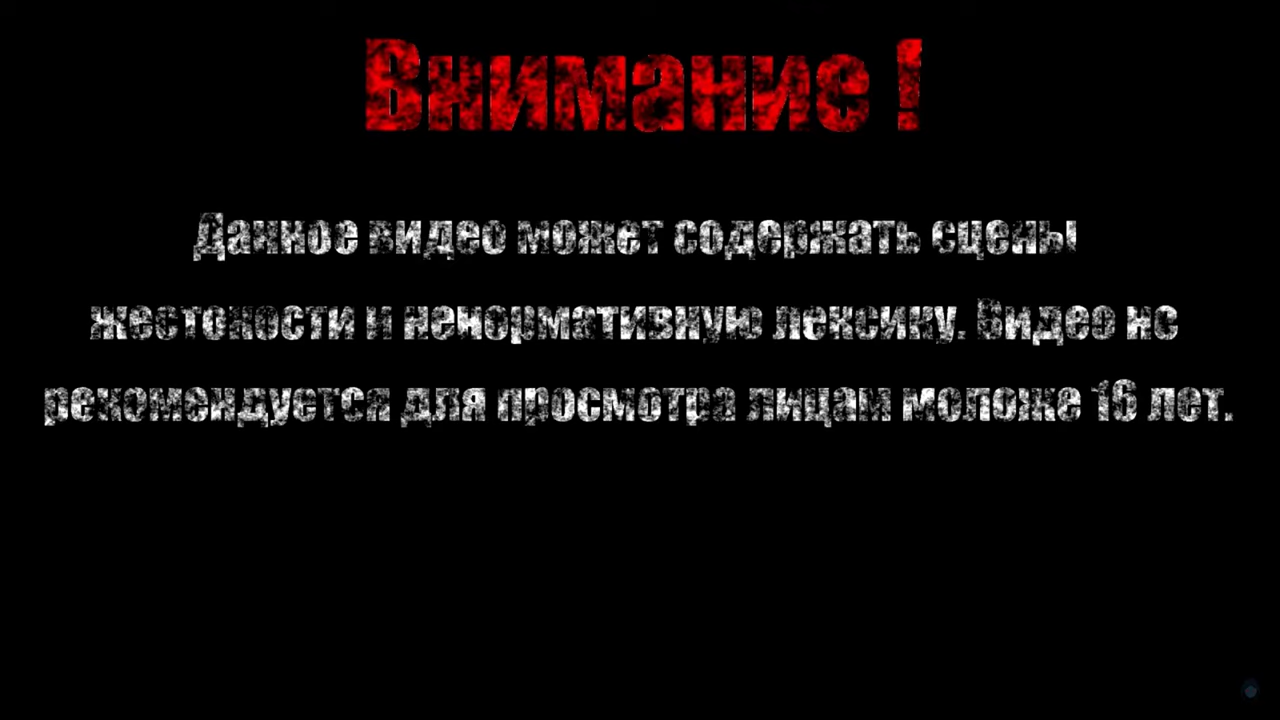 Внимание !
Данное видео может содержать сцены
жестокости и ненормативную лексику. Видео не
рекомендуется для просмотра лицам моложе 16 лет.